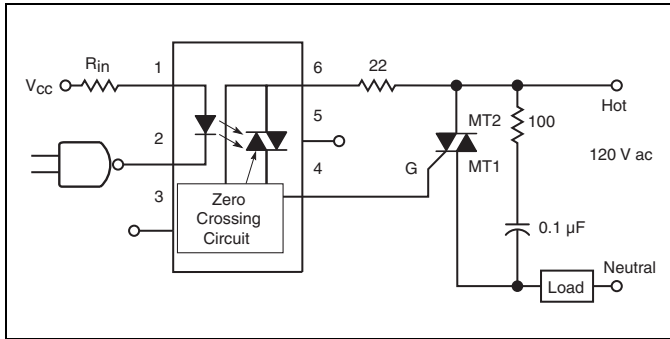 Vcc
Rin
1
2
3
6
5
4
Zero
Crossing
Circuit
22
G
MT2
MT1
100
0.1 µF
Hot
120 V ac
Neutral
Load